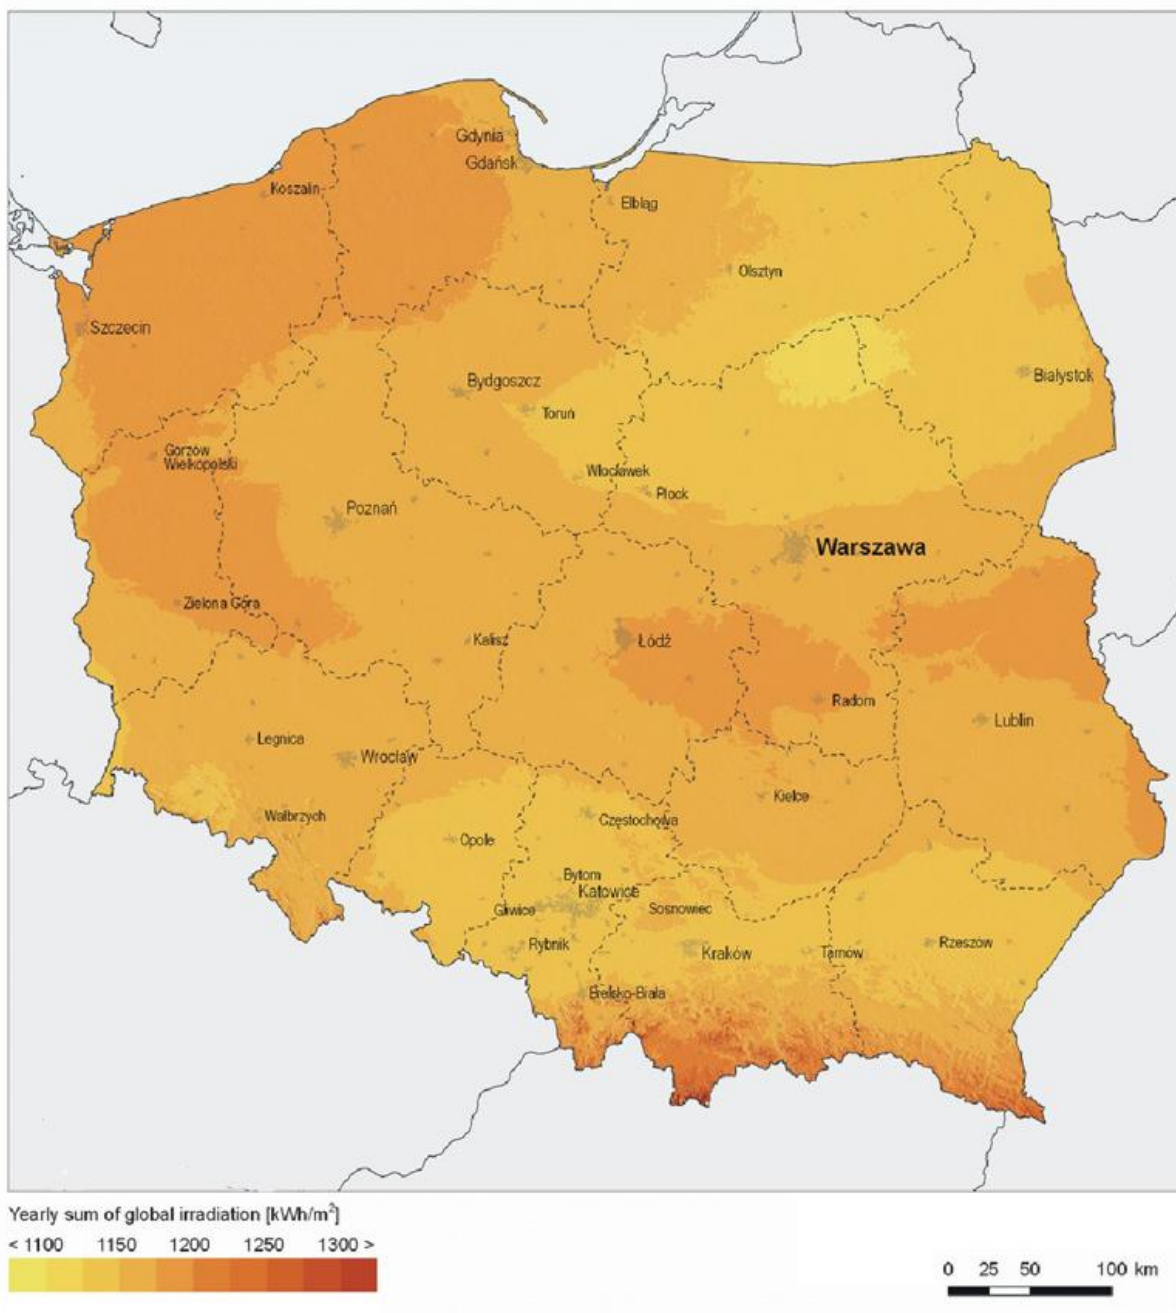 Gdynia
Gdańsk
Koszalin
Elbląg
Olsztyn
Szczecin
Bydgoszcz
Białystok
Toruń
Gorzów
Wielkopolski
Włocławek
Płock
Poznań
Warszawa
Zielona Góra
Kalisz
Łódź
Radom
Lublin
Legnica
Wrocław
Kielce
Wałbrzych
Częstochowa
Opole
Bytom
Katowice
Gliwice
Sosnowiec
Rybnik
Kraków
Tarnów
Rzeszów
Bielsko-Biała
Yearly sum of global irradiation [kWh/m²]
< 1100 1150 1200 1250 1300 >
0 25 50 100 km